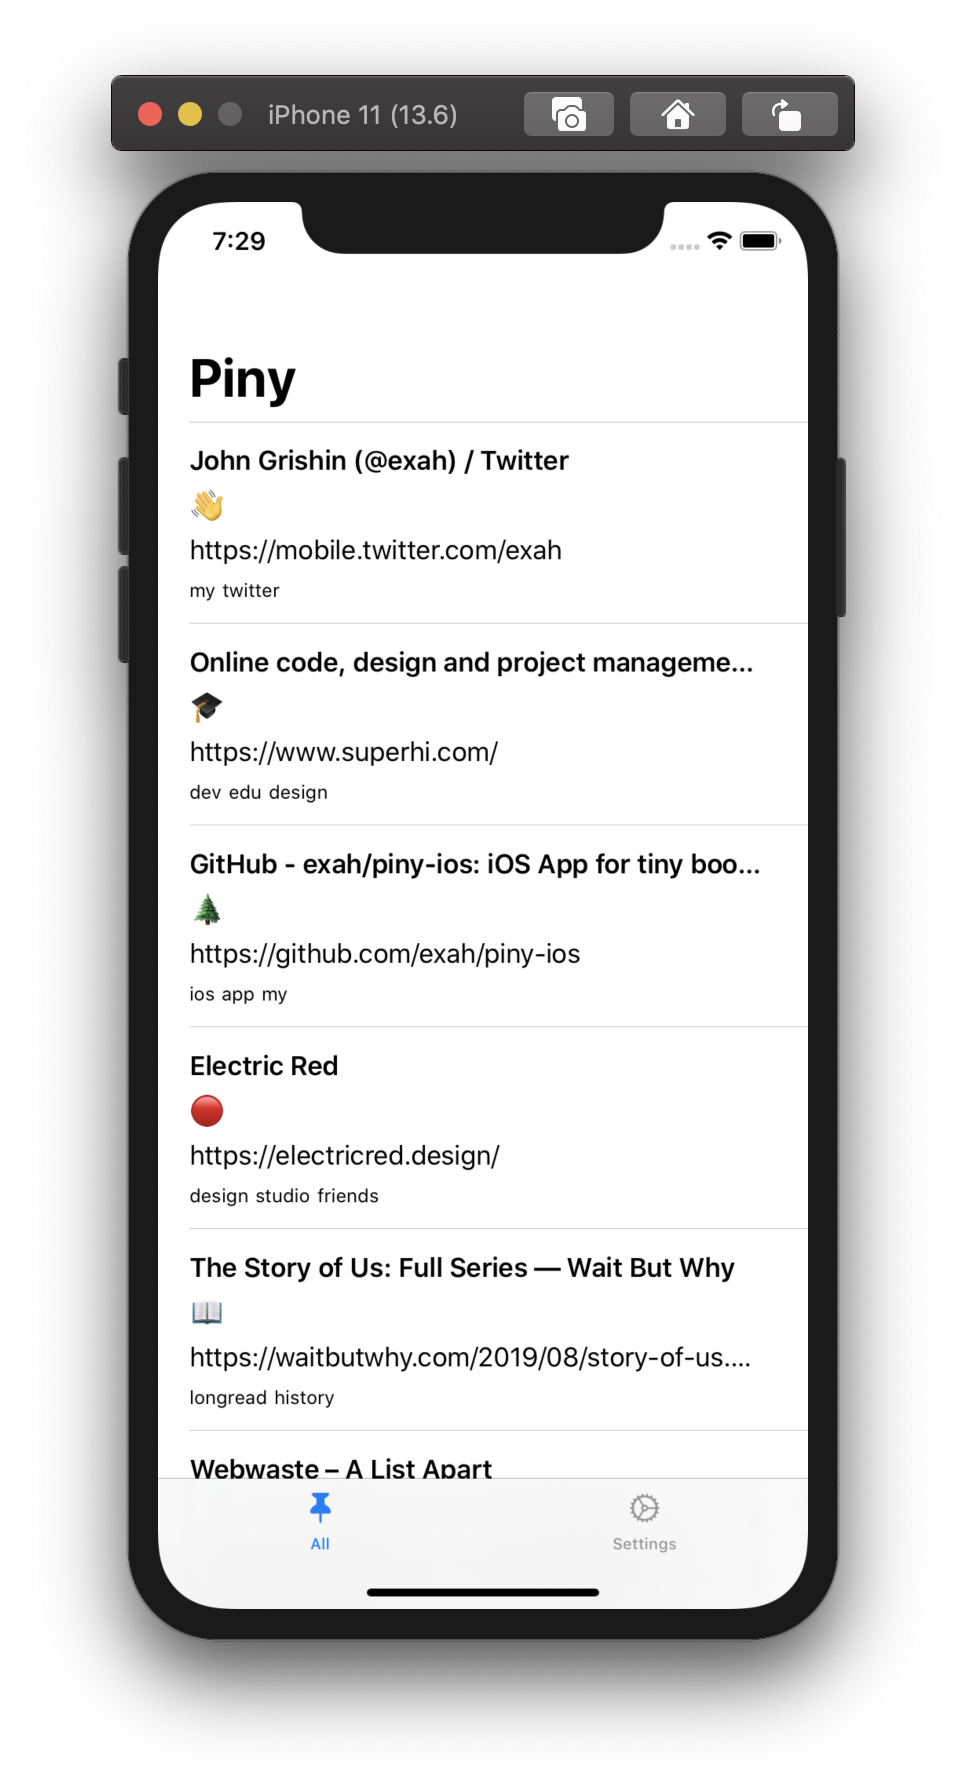 iPhone 11 (13.6)
7:29
Piny
John Grishin (@exah) / Twitter
👋
https://mobile.twitter.com/exah
my twitter
Online code, design and project manageme...
🎓
https://www.superhi.com/
dev edu design
GitHub - exah/piny-ios: iOS App for tiny boo...
🌲
https://github.com/exah/piny-ios
ios app my
Electric Red
🔴
https://electricred.design/
design studio friends
The Story of Us: Full Series — Wait But Why
📖
https://waitbutwhy.com/2019/08/story-of-us....
longread history
Webwaste – A List Apart
All
Settings